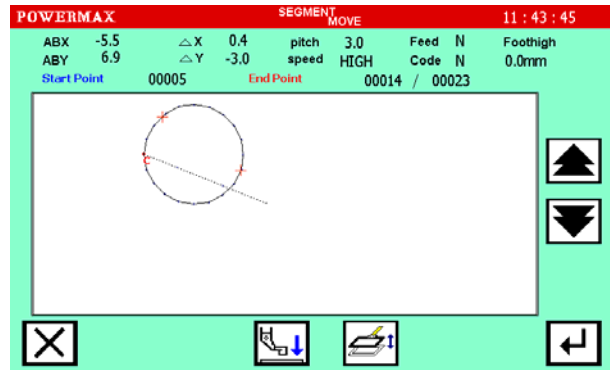 POWERMAX SEGMENT MOVE 11:43:45
ABX -5.5 △X 0.4 pitch 3.0 Feed N Foothigh
ABY 6.9 △Y -3.0 speed HIGH Code N 0.0mm
Start Point 00005 End Point 00014 / 00023
C